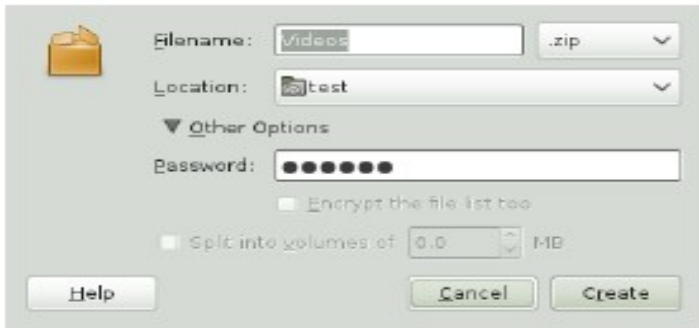 Filename: Videos .zip
Location: test
Other Options
Password: ●●●●●●
Encrypt the file list too
Split into volumes of 0.0 MB
Help Cancel Create